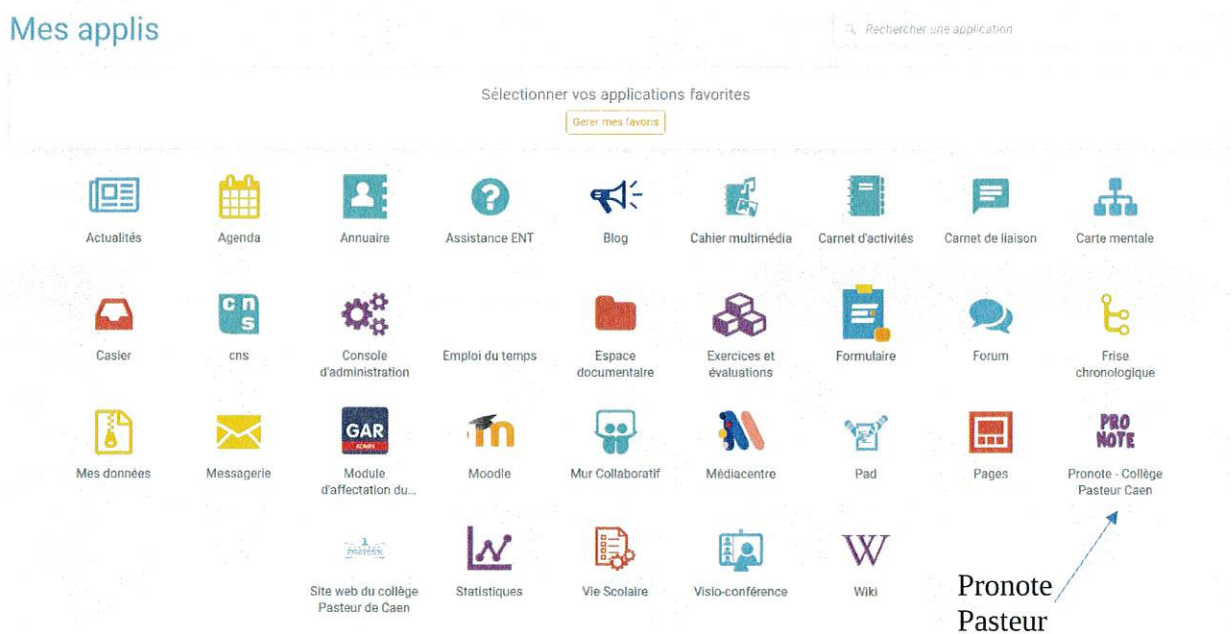 Mes applis
Rechercher une application
Sélectionner vos applications favorites
Gerer mes favoris
Actualités
Agenda
Annuaire
Assistance ENT
Blog
Cahier multimédia
Carnet d'activités
Carnet de liaison
Carte mentale
cns
Casier
cns
Console
d'administration
Emploi du temps
Espace
documentaire
Exercices et
évaluations
Formulaire
Forum
Frise
chronologique
GAR
ADMIN
PRO
NOTE
Mes données
Messagerie
Module
d'affectation du...
Moodle
Mur Collaboratif
Médiacentre
Pad
Pages
Pronote - Collège
Pasteur Caen
PASTEUR
W
Site web du collège
Pasteur de Caen
Statistiques
Vie Scolaire
Visio-conférence
Wiki
Pronote
Pasteur